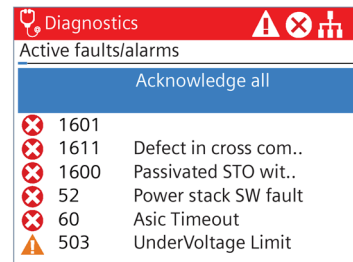 Diagnostics
Active faults/alarms
Acknowledge all
1601
1611 Defect in cross com..
1600 Passivated STO wit..
52 Power stack SW fault
60 Asic Timeout
503 UnderVoltage Limit